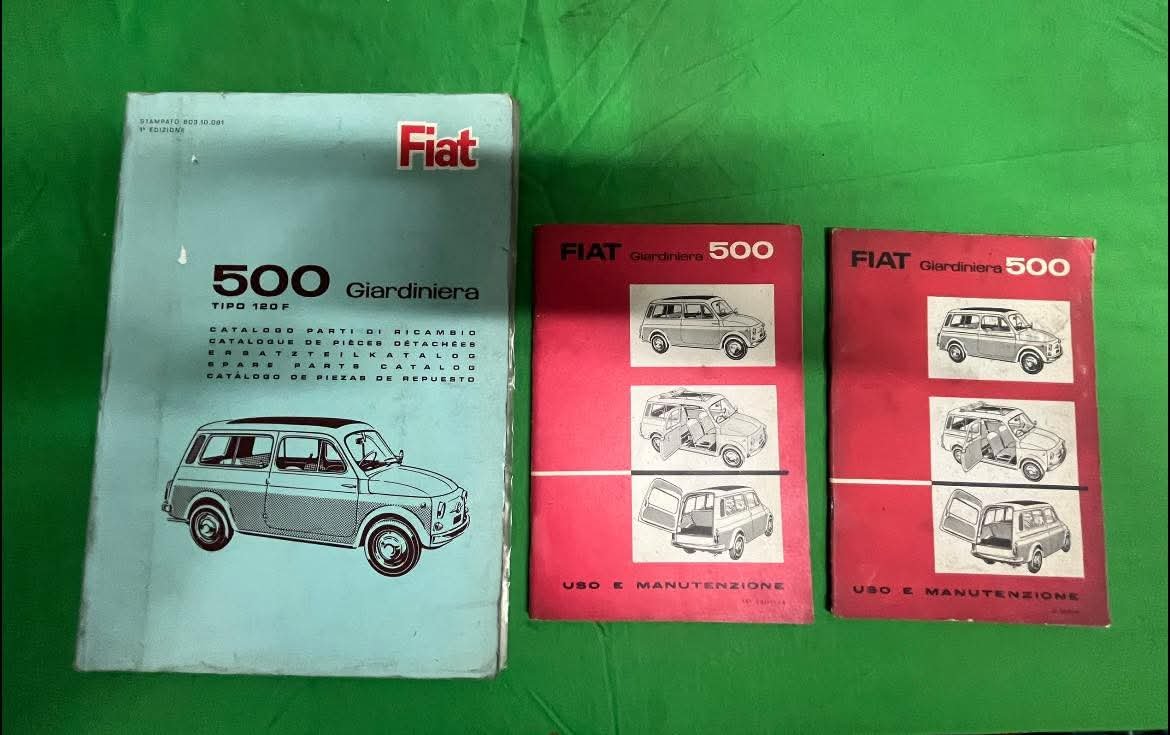 STAMPATO 603.10.081
1ª EDIZIONE
Fiat
500 Giardiniera
TIPO 120 F
CATALOGO PARTI DI RICAMBIO
CATALOGUE DE PIÈCES DÉTACHÉES
ERSATZTEILKATALOG
SPARE PARTS CATALOG
CATÁLOGO DE PIEZAS DE REPUESTO
FIAT Giardiniera 500
USO E MANUTENZIONE
FIAT Giardiniera 500
USO E MANUTENZIONE